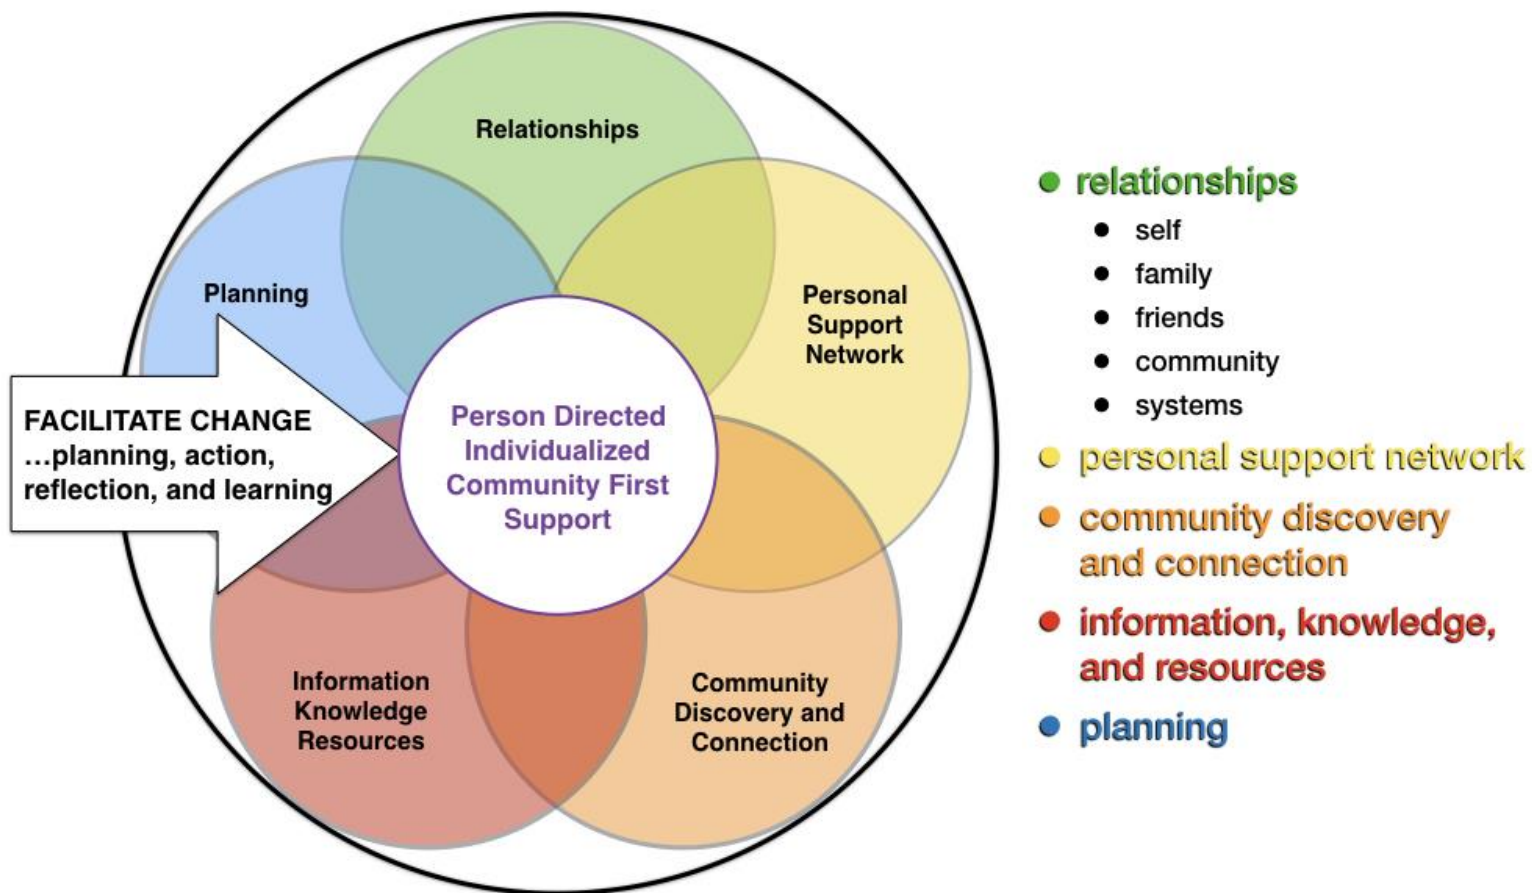 Relationships
Planning
Personal
Support
Network
FACILITATE CHANGE
...planning, action,
reflection, and learning
Person Directed
Individualized
Community First
Support
Information
Knowledge
Resources
Community
Discovery and
Connection
relationships
self
family
friends
community
systems
personal support network
community discovery
and connection
information, knowledge,
and resources
planning